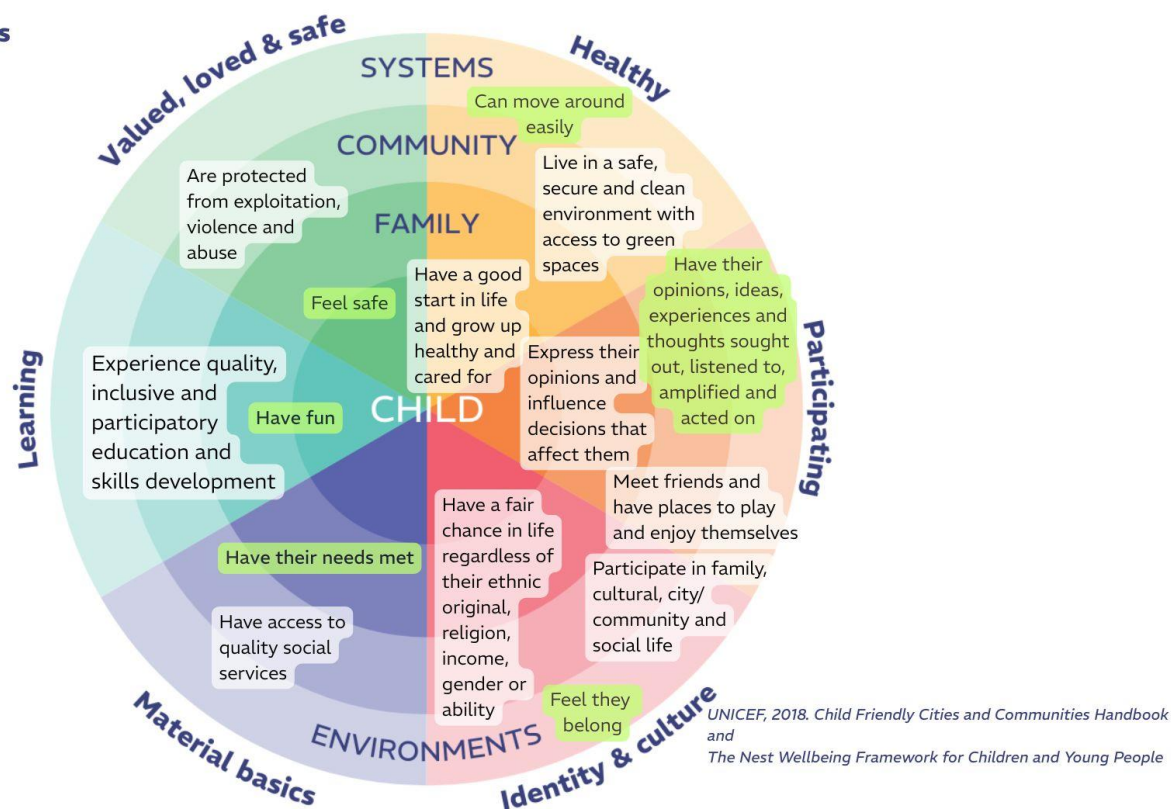 s
Valued, loved & safe
Healthy
SYSTEMS
Can move around
easily
COMMUNITY
Live in a safe,
secure and clean
environment with
access to green
spaces
Are protected
from exploitation,
violence and
abuse
FAMILY
Have their
opinions, ideas,
experiences and
thoughts sought
out, listened to,
amplified and
acted on
Have a good
start in life
and grow up
healthy and
cared for
Feel safe
Participating
Learning
Experience quality,
inclusive and
participatory
education and
skills development
Have fun
CHILD
Express their
opinions and
influence
decisions that
affect them
Meet friends and
have places to play
and enjoy themselves
Have a fair
chance in life
regardless of
their ethnic
original,
religion,
income,
gender or
ability
Have their needs met
Participate in family,
cultural, city/
community and
social life
Have access to
quality social
services
Feel they
belong
ENVIRONMENTS
Material basics
Identity & culture
UNICEF, 2018. Child Friendly Cities and Communities Handbook
and
The Nest Wellbeing Framework for Children and Young People